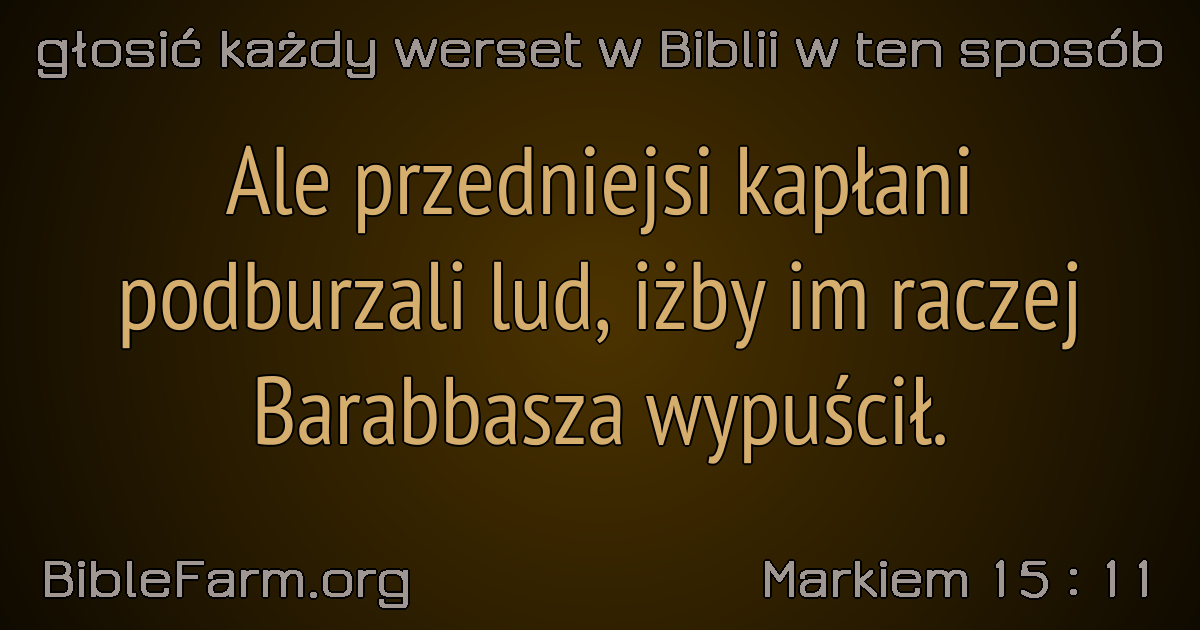 głosić każdy werset w Biblii w ten sposób
Ale przedniejsi kapłani
podburzali lud, iżby im raczej
Barabbasza wypuścił.
BibleFarm.org
Markiem 15 : 11